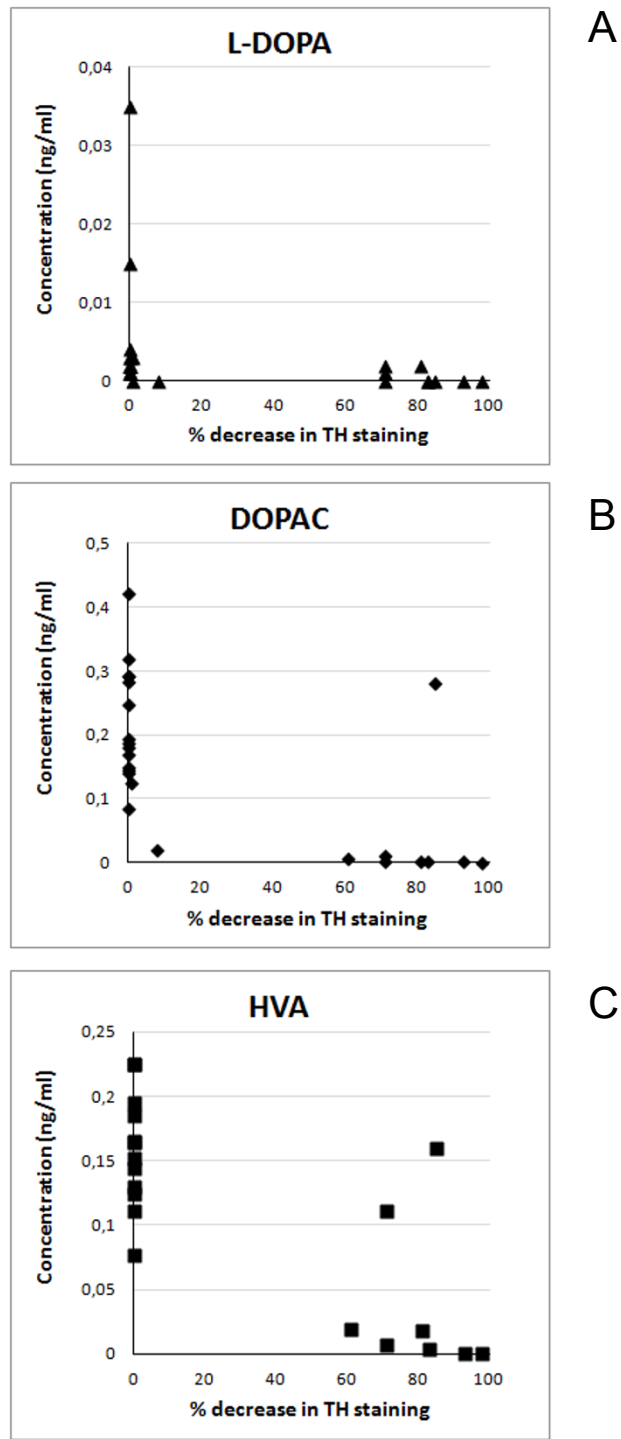 L-DOPA
A
Concentration (ng/ml)
0,04
0,03
0,02
0,01
0
0 20 40 60 80 100
% decrease in TH staining
DOPAC
B
Concentration (ng/ml)
0,5
0,4
0,3
0,2
0,1
0
0 20 40 60 80 100
% decrease in TH staining
HVA
C
Concentration (ng/ml)
0,25
0,2
0,15
0,1
0,05
0
0 20 40 60 80 100
% decrease in TH staining